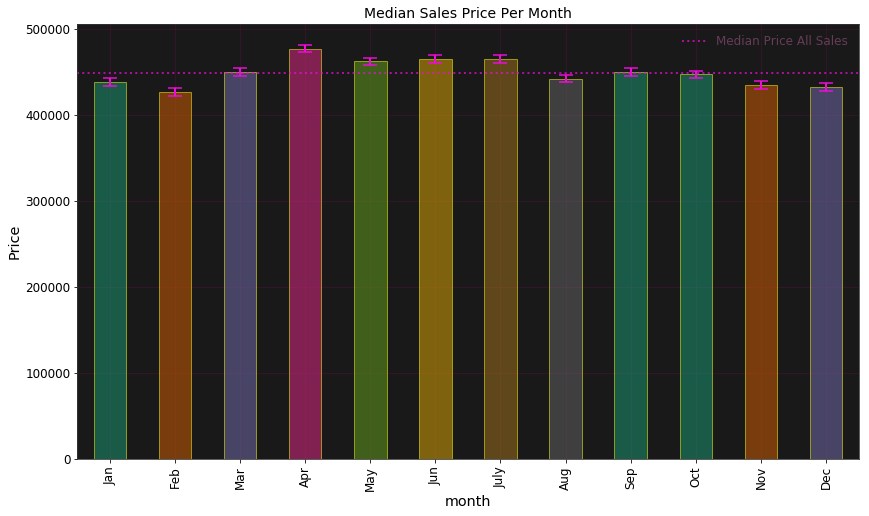 Median Sales Price Per Month
Median Price All Sales
500000
400000
300000
200000
100000
0
Price
Jan
Feb
Mar
Apr
May
Jun
July
Aug
Sep
Oct
Nov
Dec
month